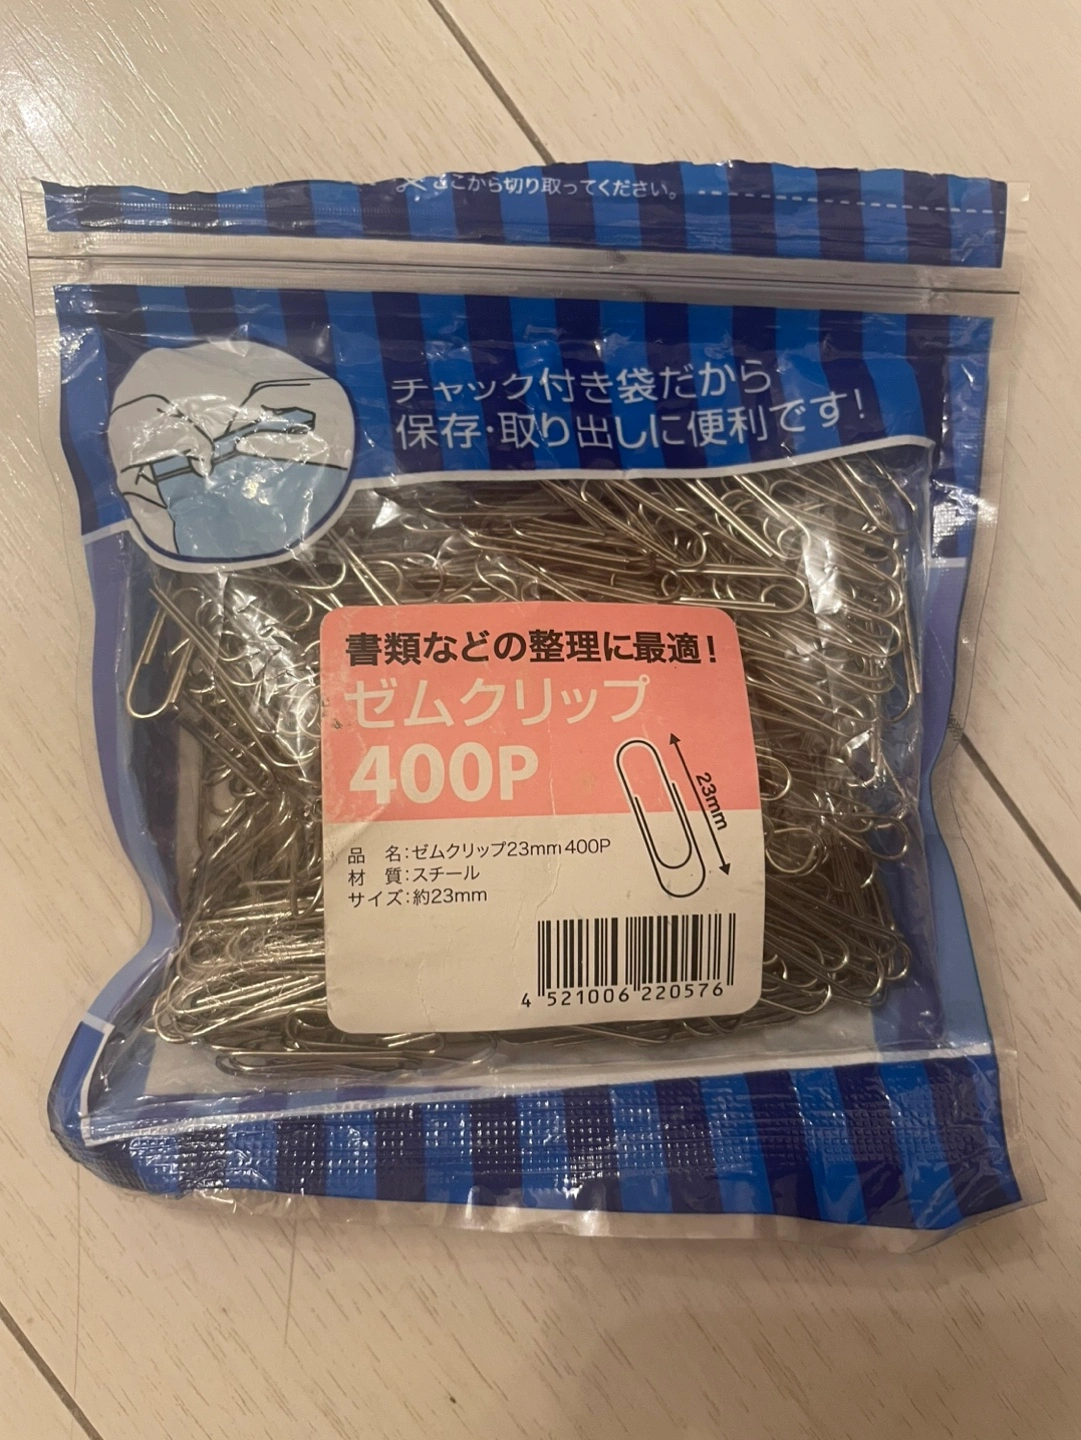 ここから切り取ってください。
チャック付き袋だから
保存・取り出しに便利です!
書類などの整理に最適!
ゼムクリップ
400P
23mm
品 名:ゼムクリップ23mm400P
材 質:スチール
サイズ:約23mm
4 521006 220576